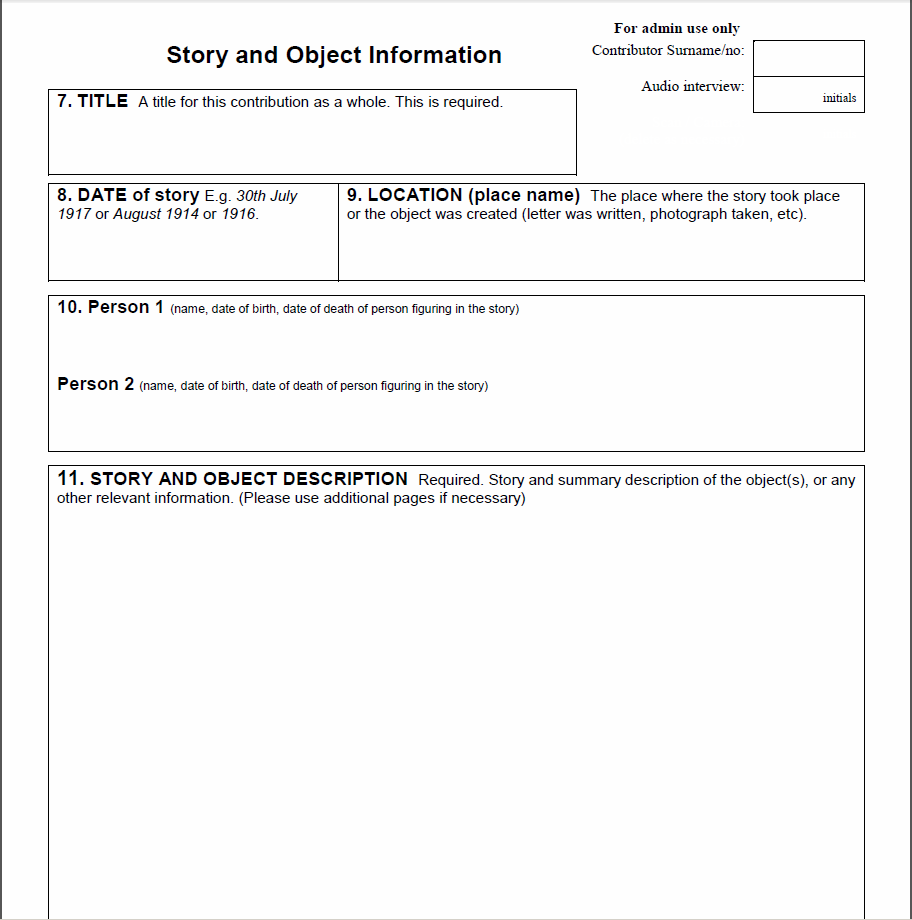 For admin use only
Story and Object Information
Contributor Surname/no:
Audio interview:
initials
7. TITLE A title for this contribution as a whole. This is required.
8. DATE of story E.g. 30th July
1917 or August 1914 or 1916.
9. LOCATION (place name) The place where the story took place
or the object was created (letter was written, photograph taken, etc).
10. Person 1 (name, date of birth, date of death of person figuring in the story)
Person 2 (name, date of birth, date of death of person figuring in the story)
11. STORY AND OBJECT DESCRIPTION Required. Story and summary description of the object(s), or any
other relevant information. (Please use additional pages if necessary)